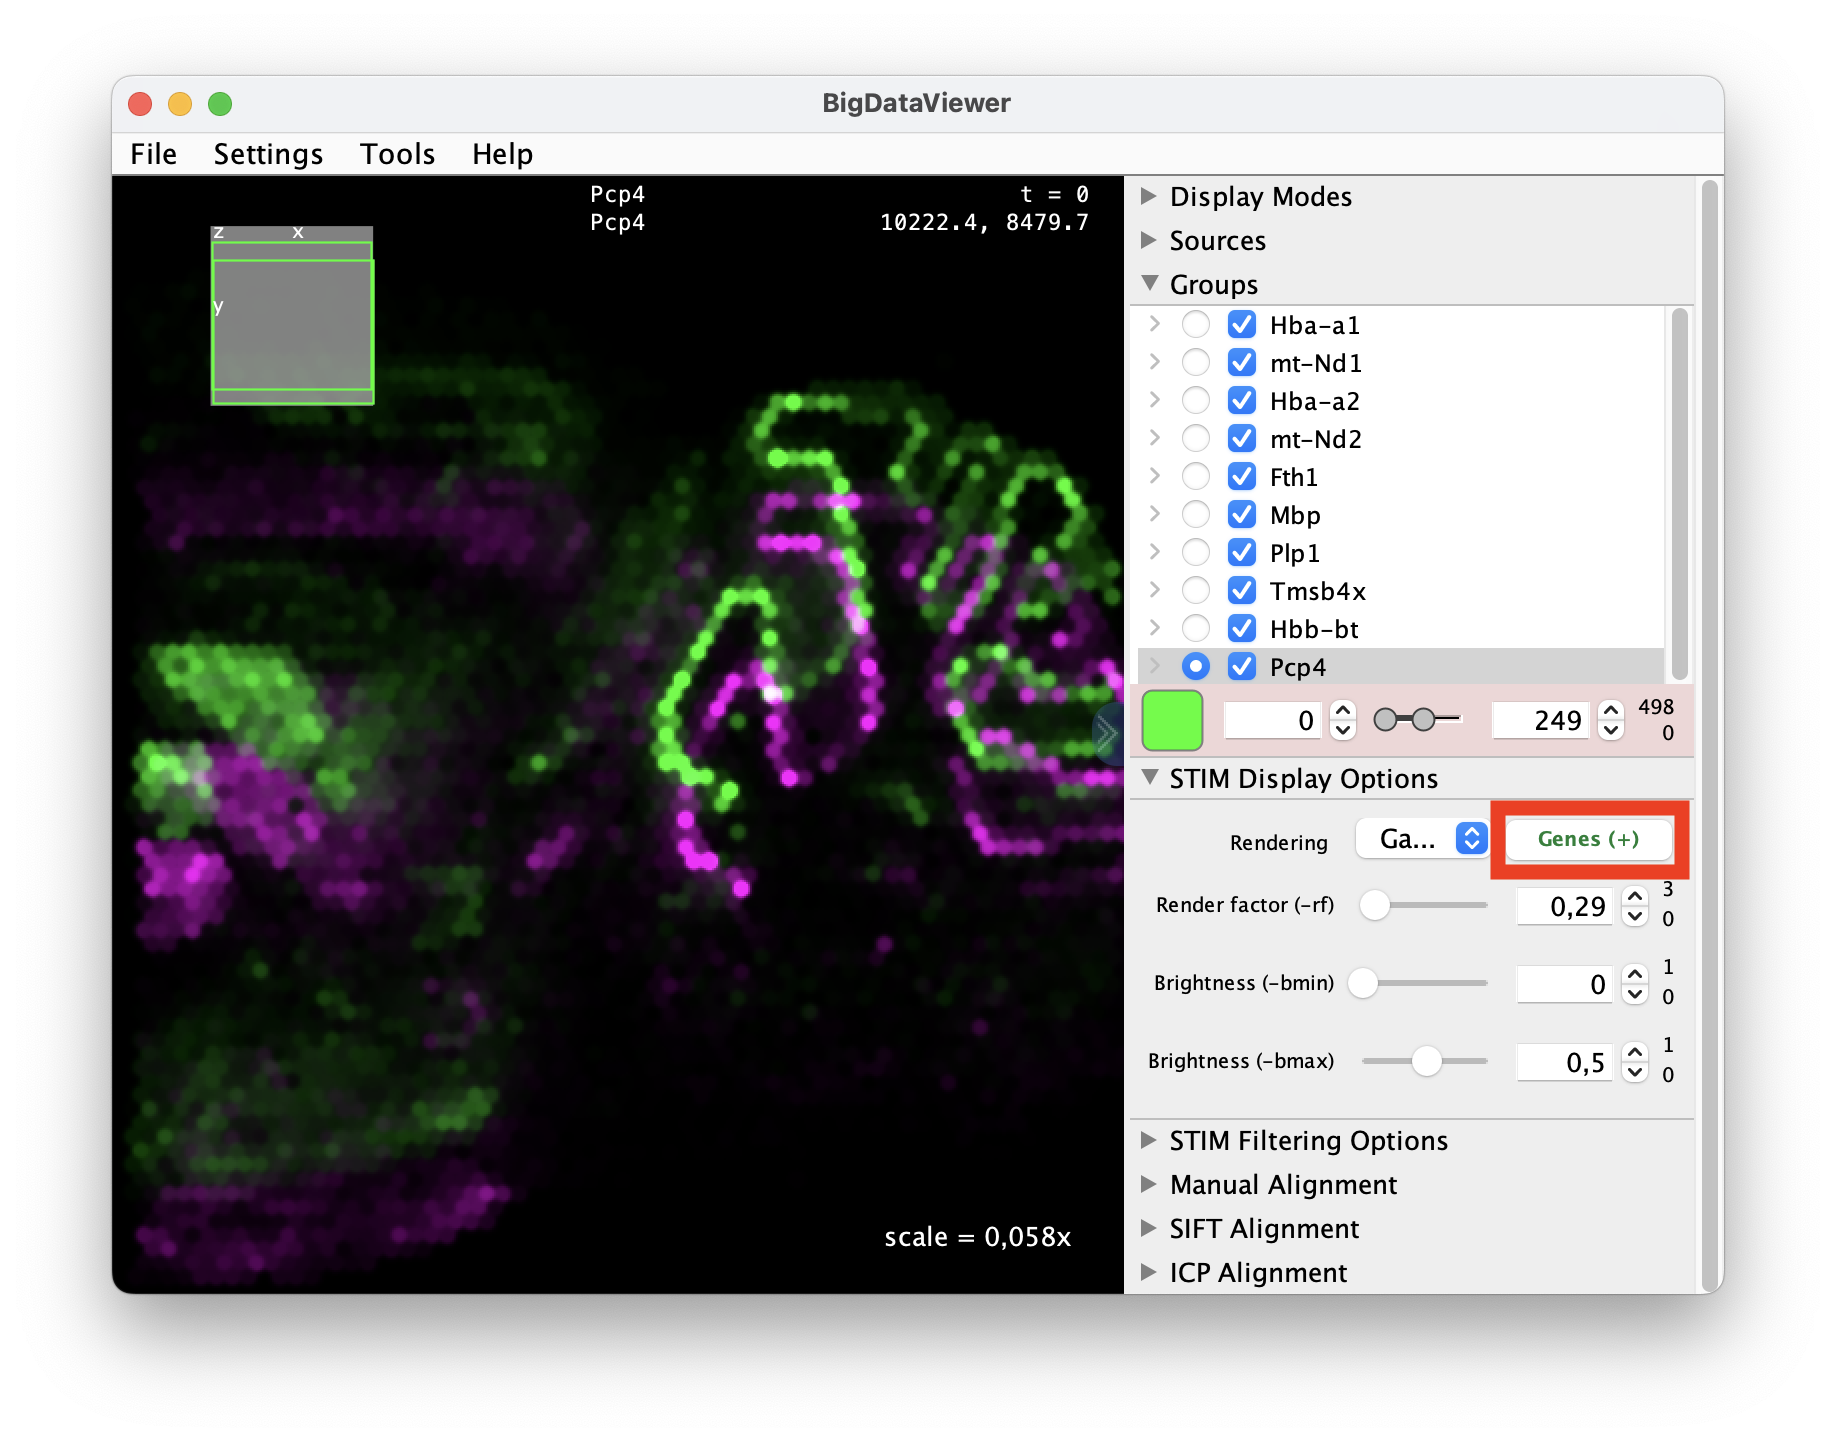 BigDataViewer
File Settings Tools Help
Pcp4 t = 0
Pcp4 10222.4, 8479.7
z x
y
scale = 0,058x
Display Modes
Sources
Groups
Hba-a1
mt-Nd1
Hba-a2
mt-Nd2
Fth1
Mbp
Plp1
Tmsb4x
Hbb-bt
Pcp4
0 249 498
0
STIM Display Options
Rendering Ga... Genes (+)
Render factor (-rf) 0,29 3
0
Brightness (-bmin) 0 1
0
Brightness (-bmax) 0,5 1
0
STIM Filtering Options
Manual Alignment
SIFT Alignment
ICP Alignment